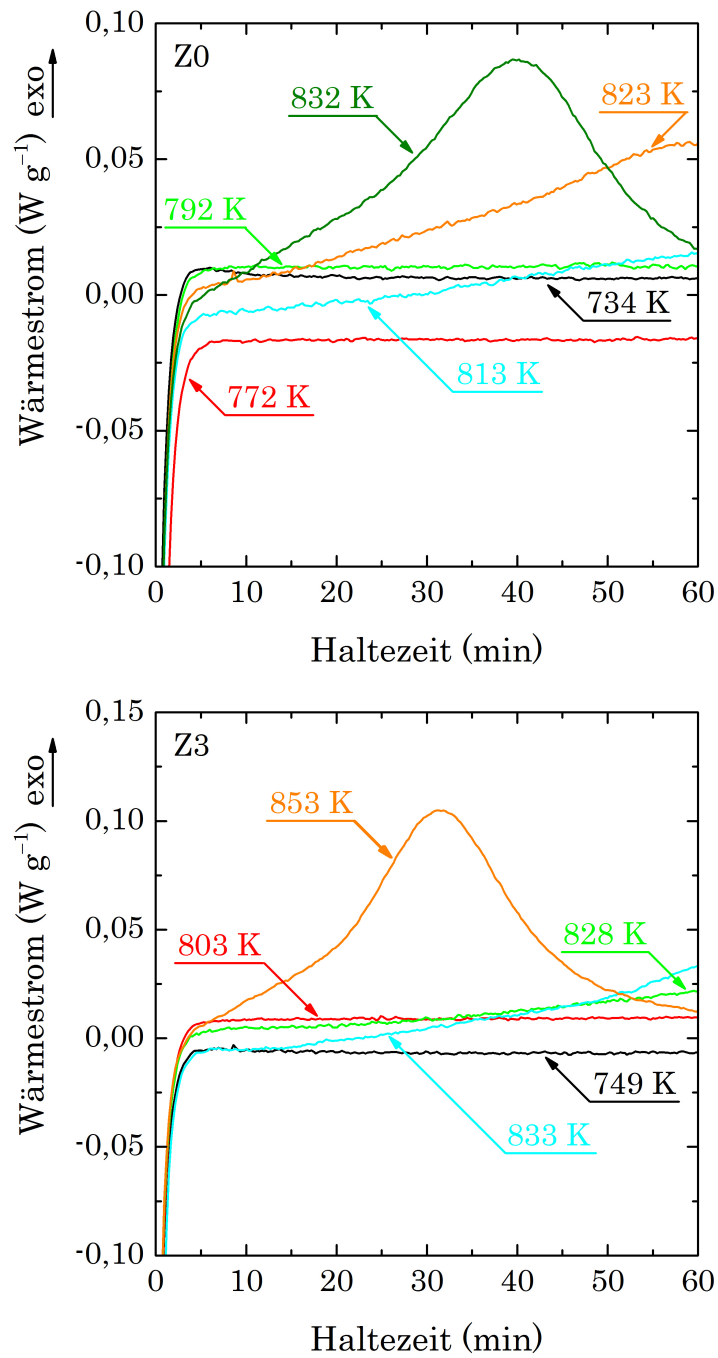 0,10
Z0
832 K
823 K
0,05
792 K
0,00
734 K
813 K
772 K
-0,05
-0,10
0 10 20 30 40 50 60
Haltezeit (min)
Wärmestrom (W g⁻¹) exo
0,15
Z3
853 K
0,10
0,05
803 K
828 K
0,00
749 K
833 K
-0,05
-0,10
0 10 20 30 40 50 60
Haltezeit (min)
Wärmestrom (W g⁻¹) exo